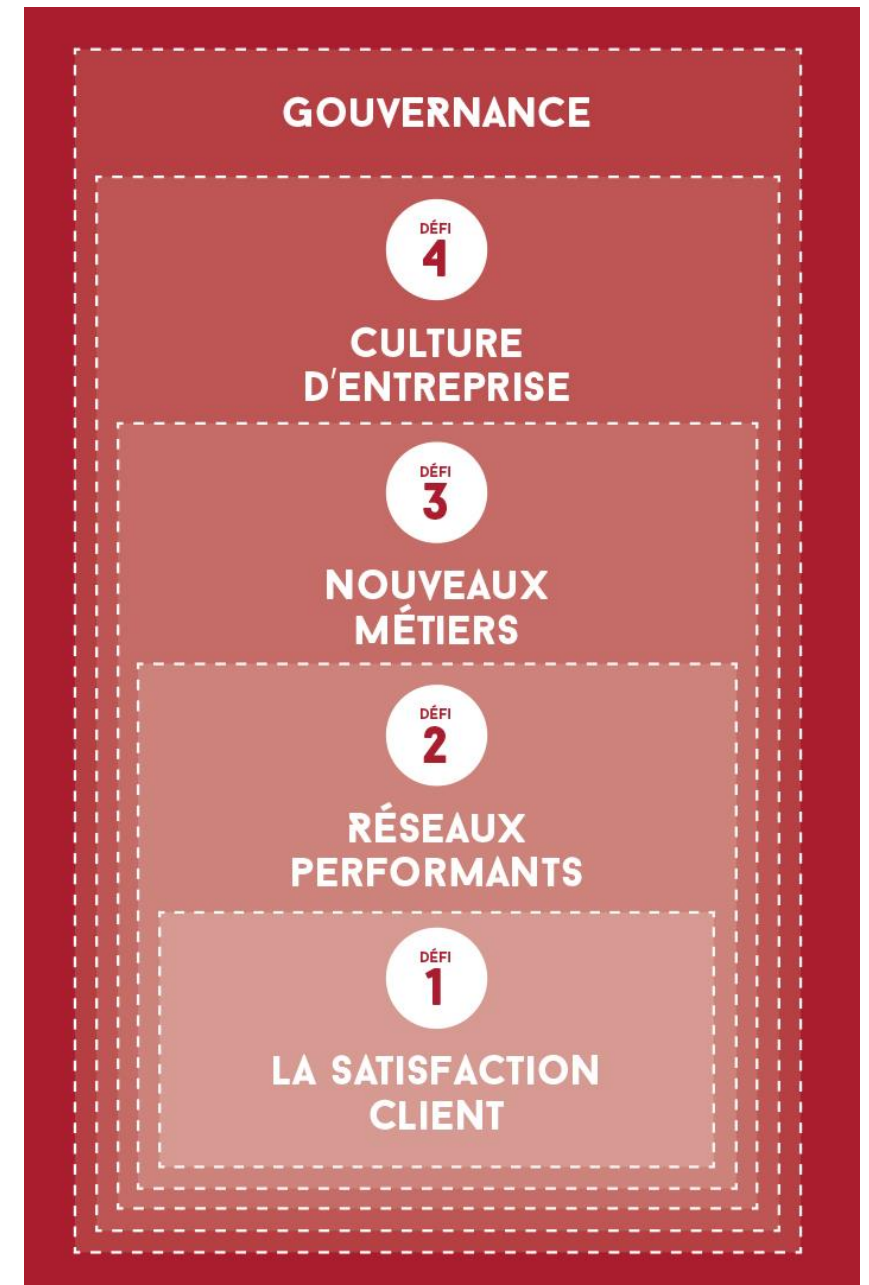 GOUVERNANCE
DÉFI
4
CULTURE
D'ENTREPRISE
DÉFI
3
NOUVEAUX
MÉTIERS
DÉFI
2
RÉSEAUX
PERFORMANTS
DÉFI
1
LA SATISFACTION
CLIENT